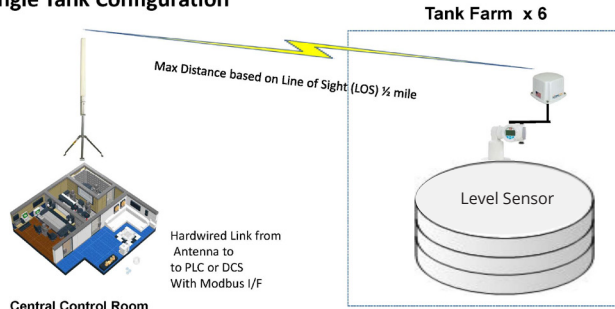 ngle Tank Configuration
Tank Farm x 6
Max Distance based on Line of Sight (LOS) ½ mile
Level Sensor
Hardwired Link from
Antenna to
to PLC or DCS
With Modbus I/F
Central Control Room